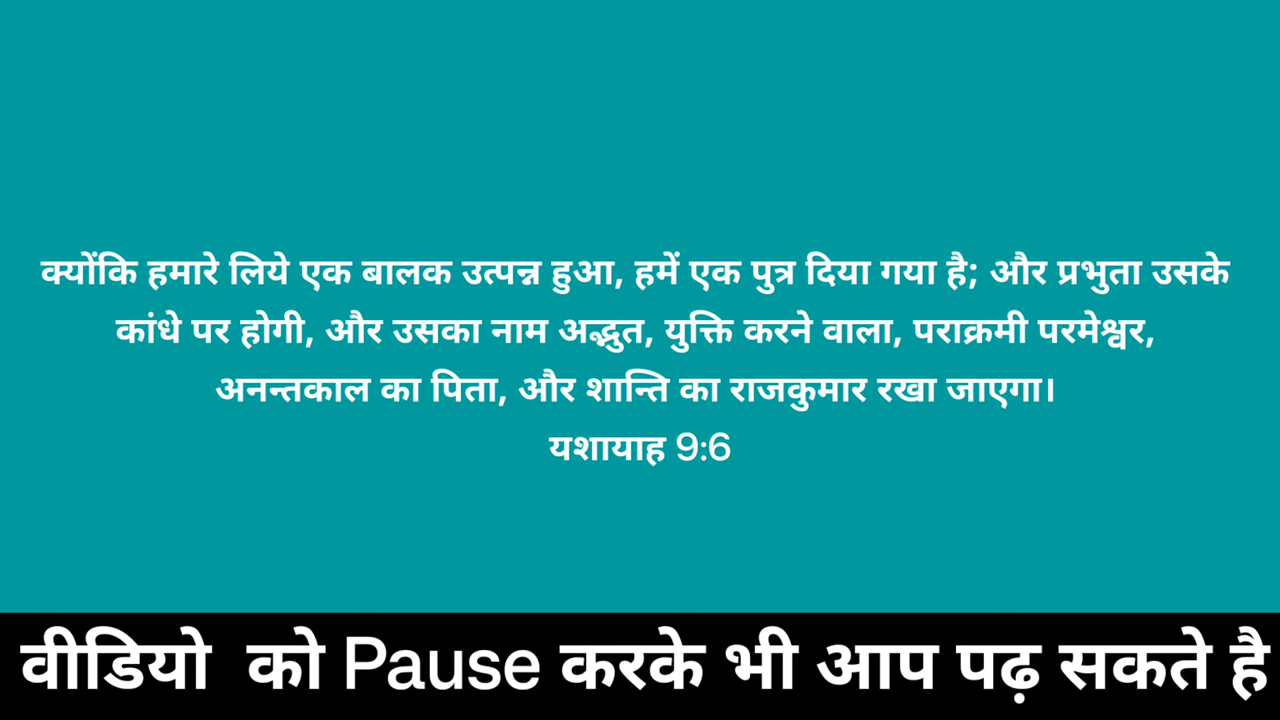 क्योंकि हमारे लिये एक बालक उत्पन्न हुआ, हमें एक पुत्र दिया गया है; और प्रभुता उसके
कांधे पर होगी, और उसका नाम अद्भुत, युक्ति करने वाला, पराक्रमी परमेश्वर,
अनन्तकाल का पिता, और शान्ति का राजकुमार रखा जाएगा।
यशायाह 9:6
वीडियो को Pause करके भी आप पढ़ सकते है